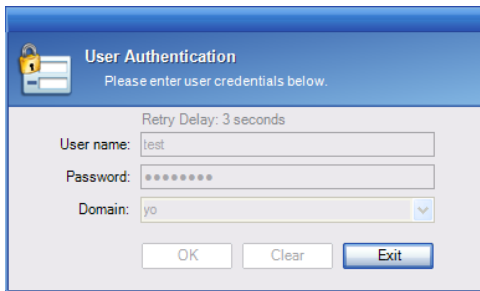 User Authentication
Please enter user credentials below.
Retry Delay: 3 seconds
User name: test
Password: ●●●●●●●●
Domain: yo
OK Clear Exit